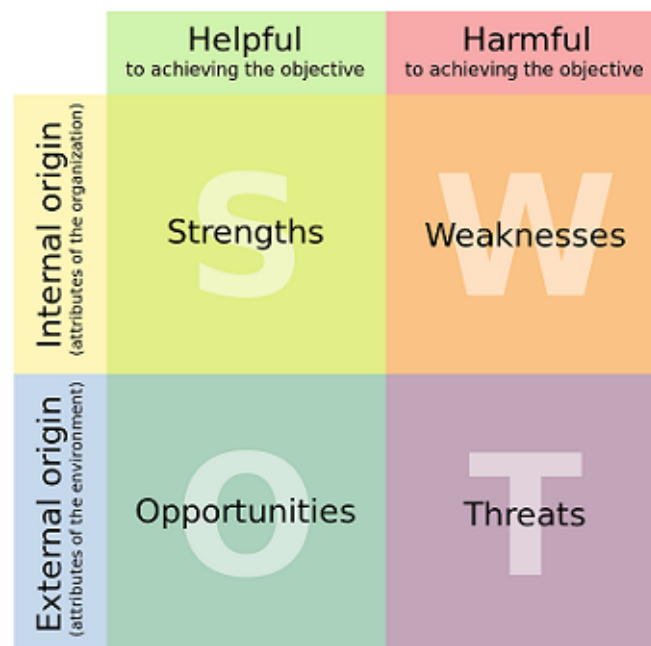 Helpful
to achieving the objective
Harmful
to achieving the objective
Internal origin
(attributes of the organization)
S
Strengths
W
Weaknesses
External origin
(attributes of the environment)
O
Opportunities
T
Threats